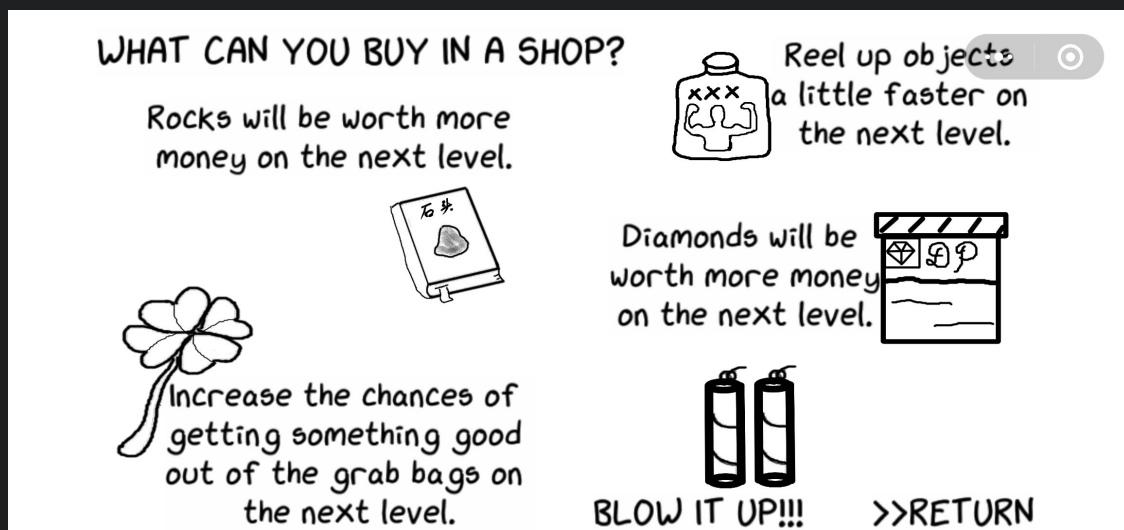 WHAT CAN YOU BUY IN A SHOP?
Rocks will be worth more
money on the next level.
石头
Increase the chances of
getting something good
out of the grab bags on
the next level.
XXX
Reel up objects
a little faster on
the next level.
Diamonds will be
worth more money
on the next level.
DP
BLOW IT UP!!!
>>RETURN